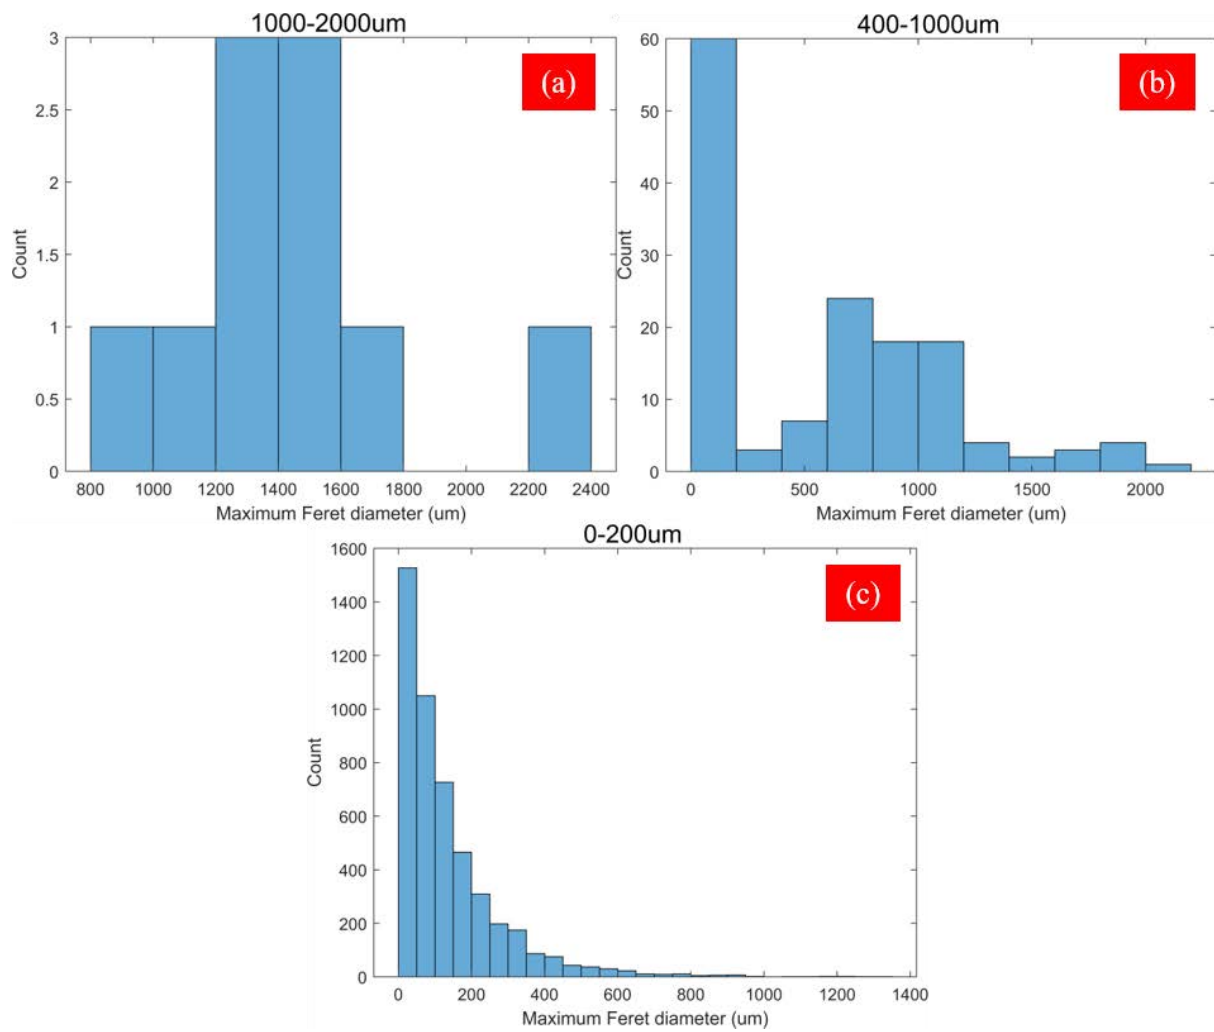 1000-2000um
(a)
3
2.5
2
1.5
1
0.5
0
Count
800 1000 1200 1400 1600 1800 2000 2200 2400
Maximum Feret diameter (um)
400-1000um
(b)
60
50
40
30
20
10
0
Count
0 500 1000 1500 2000
Maximum Feret diameter (um)
0-200um
(c)
1600
1400
1200
1000
800
600
400
200
0
Count
0 200 400 600 800 1000 1200 1400
Maximum Feret diameter (um)